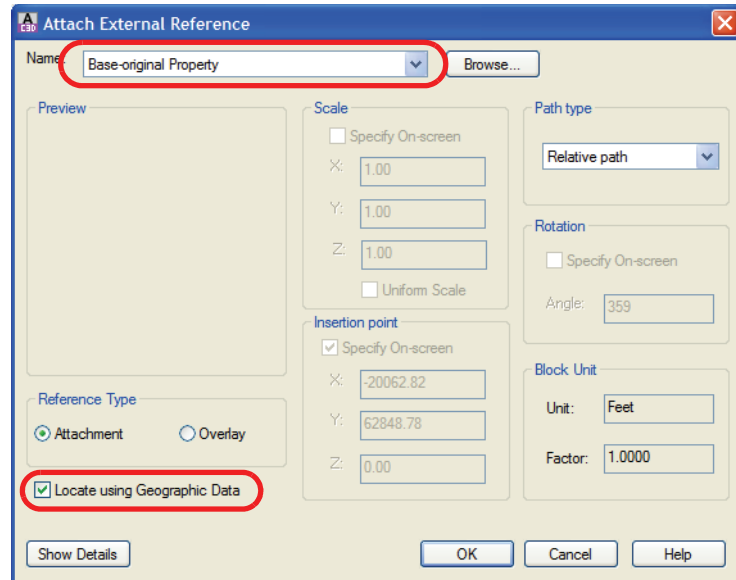 A C3D Attach External Reference
Name: Base-original Property Browse...
Preview
Scale
Specify On-screen
X: 1.00
Y: 1.00
Z: 1.00
Uniform Scale
Path type
Relative path
Rotation
Specify On-screen
Angle: 359
Insertion point
Specify On-screen
X: -20062.82
Y: 62848.78
Z: 0.00
Block Unit
Unit: Feet
Factor: 1.0000
Reference Type
Attachment Overlay
Locate using Geographic Data
Show Details OK Cancel Help